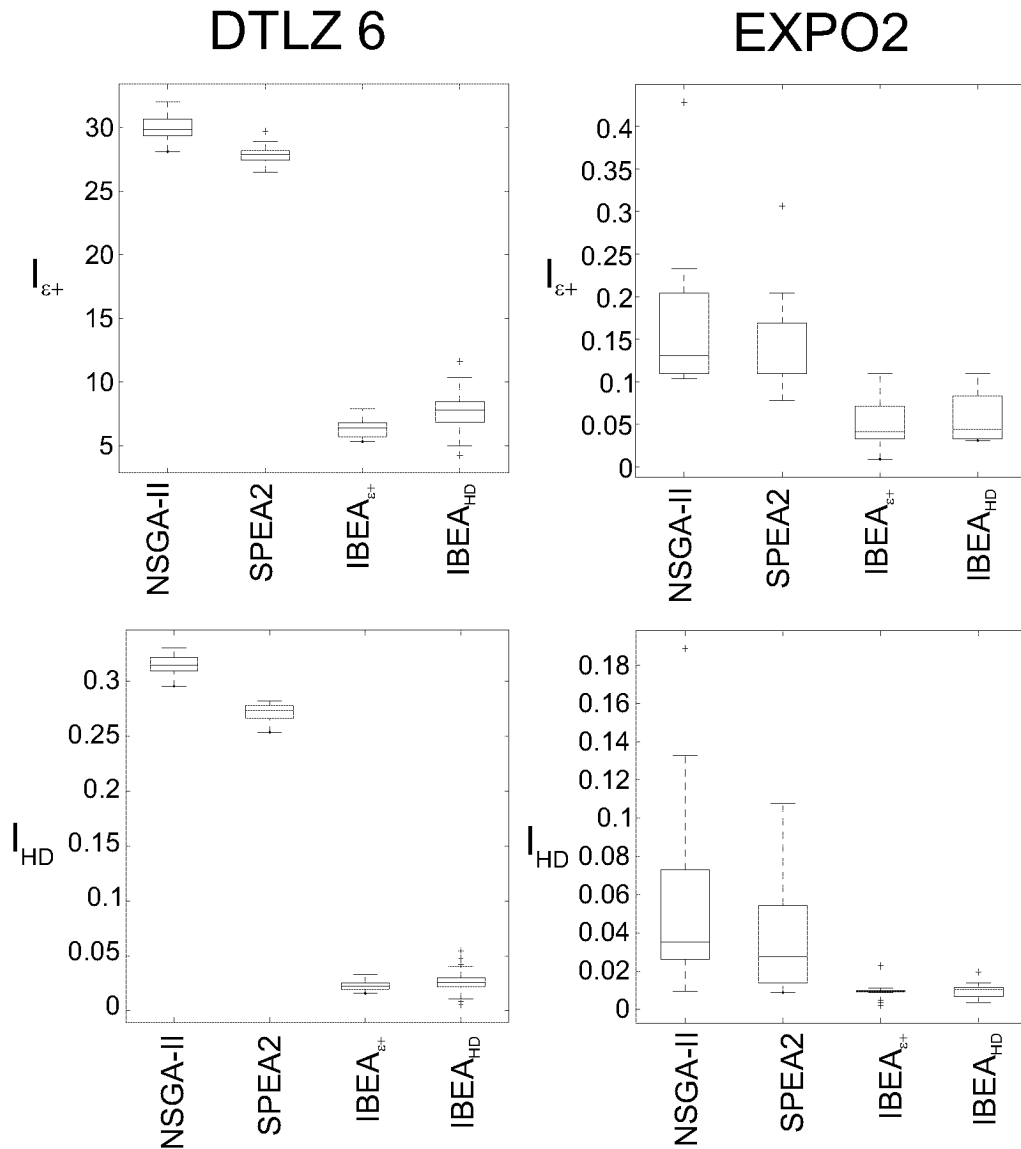 DTLZ 6
EXPO2
30
25
20
15
10
5
Iε+
NSGA-II
SPEA2
IBEAε+
IBEAHD
0.4
0.35
0.3
0.25
0.2
0.15
0.1
0.05
0
Iε+
NSGA-II
SPEA2
IBEAε+
IBEAHD
0.3
0.25
0.2
0.15
0.1
0.05
0
IHD
NSGA-II
SPEA2
IBEAε+
IBEAHD
0.18
0.16
0.14
0.12
0.1
0.08
0.06
0.04
0.02
0
IHD
NSGA-II
SPEA2
IBEAε+
IBEAHD